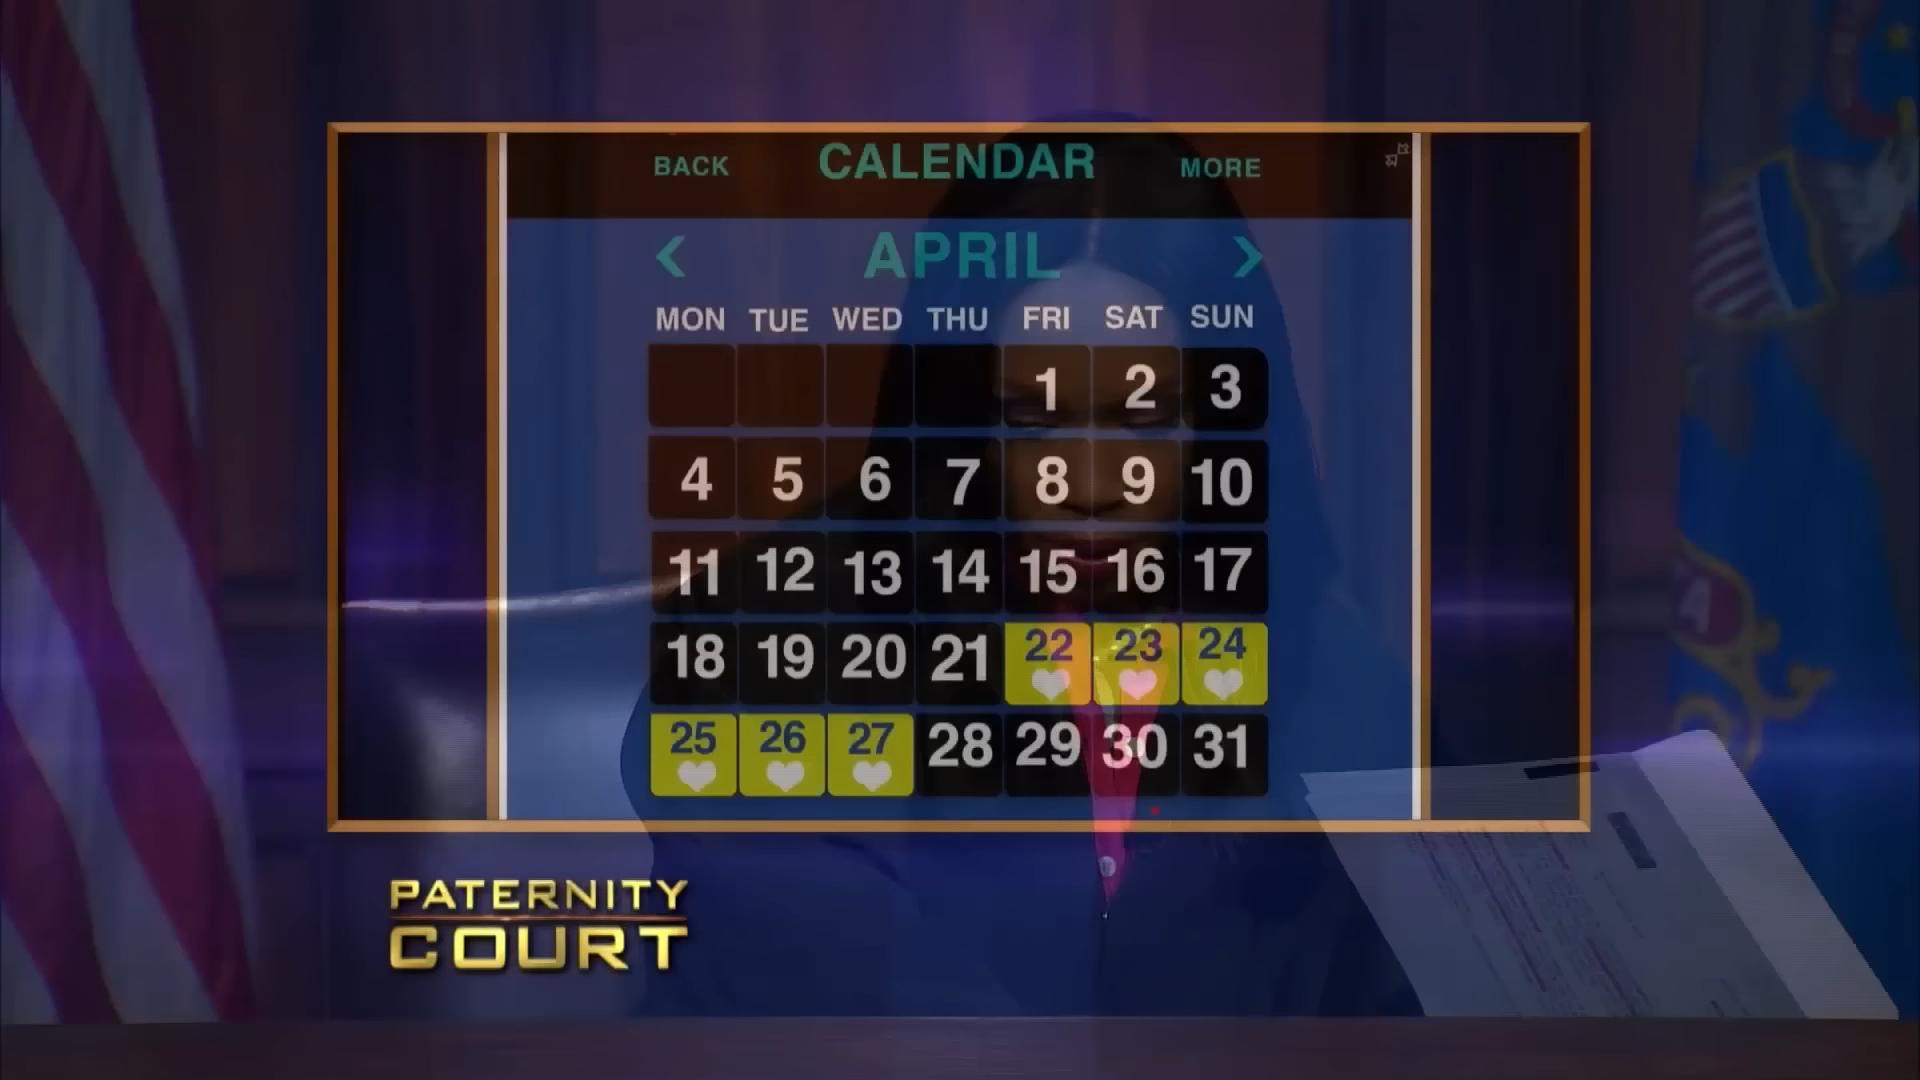 BACK CALENDAR MORE
< APRIL >
MON TUE WED THU FRI SAT SUN
1 2 3
4 5 6 7 8 9 10
11 12 13 14 15 16 17
18 19 20 21 22 23 24
25 26 27 28 29 30 31
PATERNITY
COURT